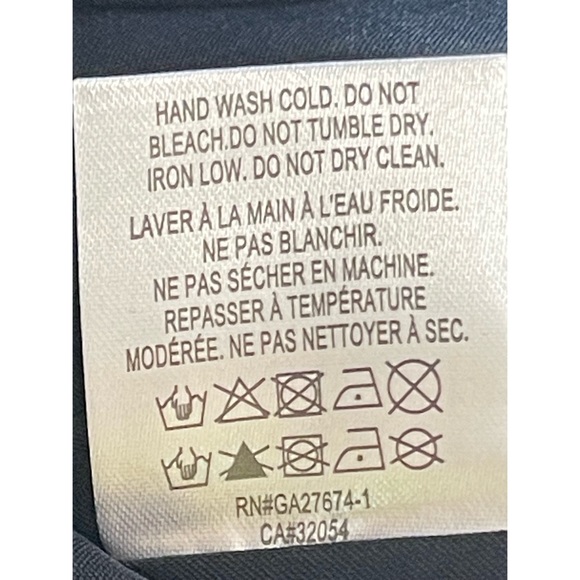 HAND WASH COLD. DO NOT
BLEACH.DO NOT TUMBLE DRY.
IRON LOW. DO NOT DRY CLEAN.
LAVER À LA MAIN À L'EAU FROIDE.
NE PAS BLANCHIR.
NE PAS SÉCHER EN MACHINE.
REPASSER À TEMPÉRATURE
MODÉRÉE. NE PAS NETTOYER À SEC.
RN#GA27674-1
CA#32054